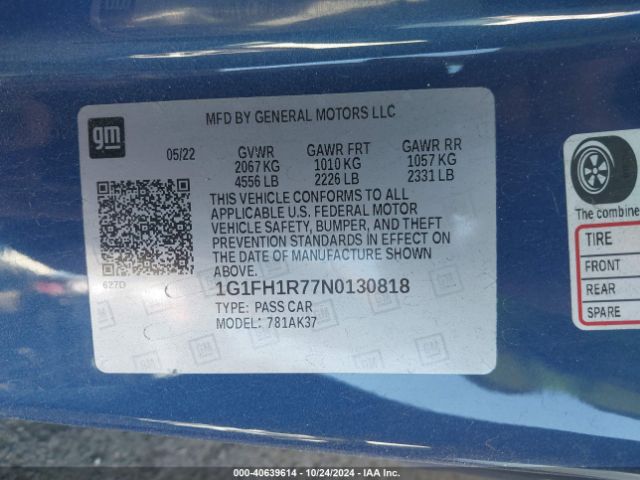 gm
MFD BY GENERAL MOTORS LLC
05/22 GVWR GAWR FRT GAWR RR
2067 KG 1010 KG 1057 KG
4556 LB 2226 LB 2331 LB
THIS VEHICLE CONFORMS TO ALL
APPLICABLE U.S. FEDERAL MOTOR
VEHICLE SAFETY, BUMPER, AND THEFT
PREVENTION STANDARDS IN EFFECT ON
THE DATE OF MANUFACTURE SHOWN
ABOVE.
627D
1G1FH1R77N0130818
TYPE: PASS CAR
MODEL: 781AK37
The combine
TIRE
FRONT
REAR
SPARE
000-40639614 - 10/24/2024 - IAA Inc.